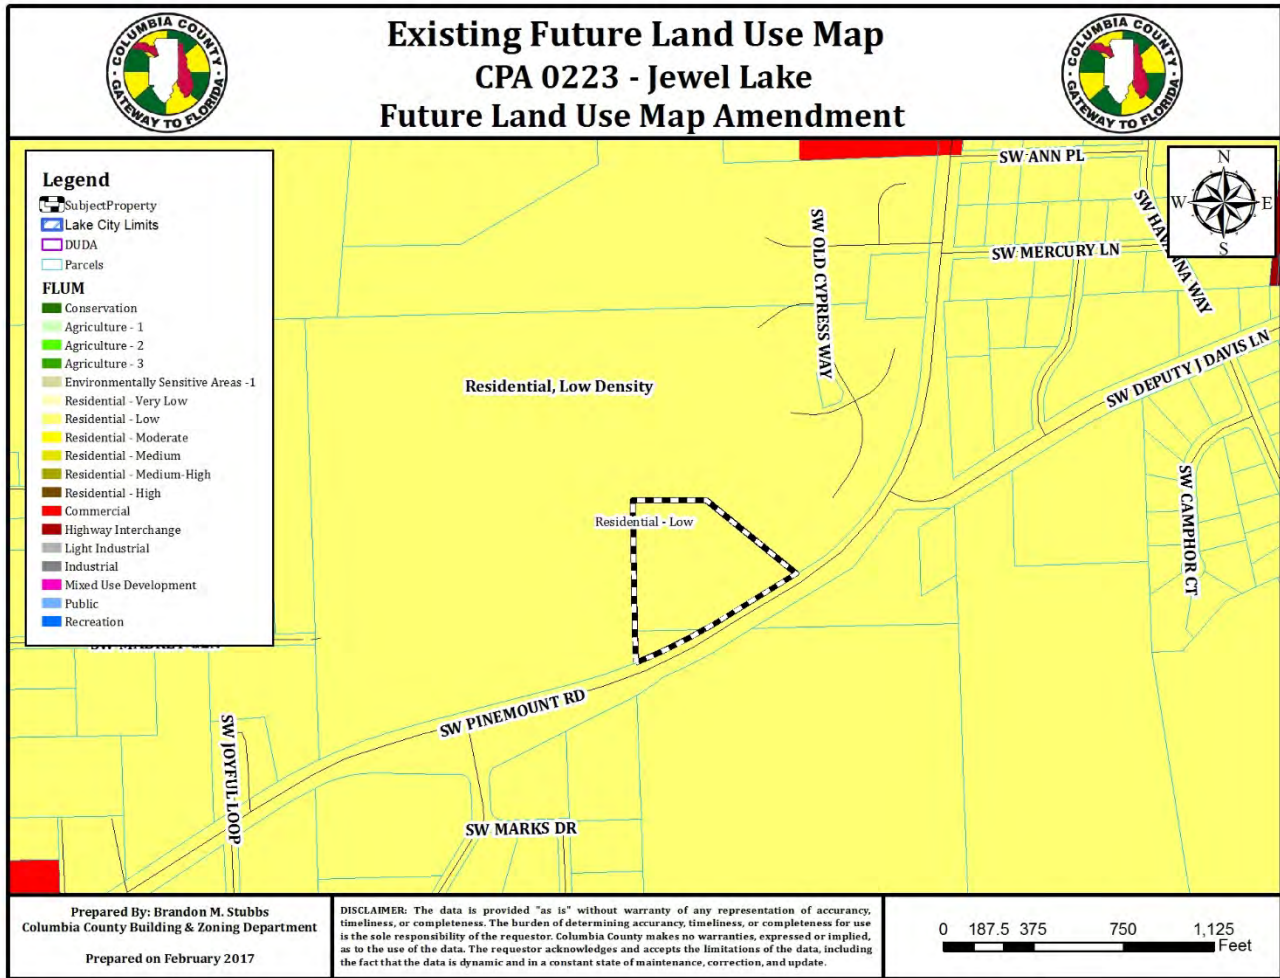 COLUMBIA COUNTY
GATEWAY TO FLORIDA
Existing Future Land Use Map
CPA 0223 - Jewel Lake
Future Land Use Map Amendment
COLUMBIA COUNTY
GATEWAY TO FLORIDA
Legend
SubjectProperty
Lake City Limits
DUDA
Parcels
FLUM
Conservation
Agriculture - 1
Agriculture - 2
Agriculture - 3
Environmentally Sensitive Areas -1
Residential - Very Low
Residential - Low
Residential - Moderate
Residential - Medium
Residential - Medium-High
Residential - High
Commercial
Highway Interchange
Light Industrial
Industrial
Mixed Use Development
Public
Recreation
SW ANN PL
N
W
E
S
SW HAVANNA WAY
SW MERCURY LN
SW OLD CYPRESS WAY
SW DEPUTY J DAVIS LN
Residential, Low Density
Residential - Low
SW CAMPHOR CT
SW PINEMOUNT RD
SW JOYFUL LOOP
SW MARKS DR
Prepared By: Brandon M. Stubbs
Columbia County Building & Zoning Department
Prepared on February 2017
DISCLAIMER: The data is provided "as is" without warranty of any representation of accurancy,
timeliness, or completeness. The burden of determining accurancy, timeliness, or completeness for use
is the sole responsibility of the requestor. Columbia County makes no warranties, expressed or implied,
as to the use of the data. The requestor acknowledges and accepts the limitations of the data, including
the fact that the data is dynamic and in a constant state of maintenance, correction, and update.
0 187.5 375 750 1,125
Feet